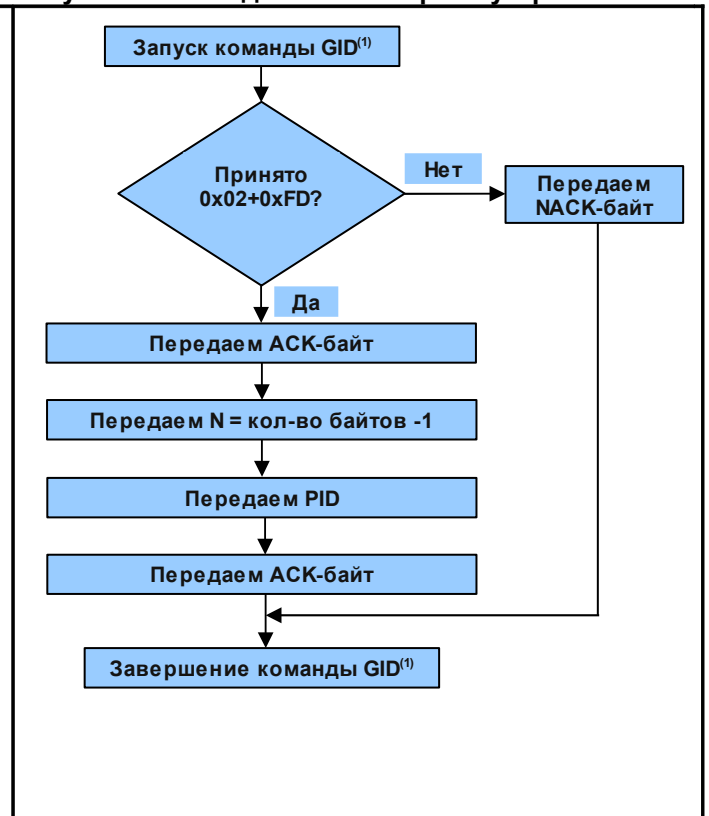 Запуск команды GID(1)
Принято
0x02+0xFD?
Нет
Передаем
NACK-байт
Да
Передаем ACK-байт
Передаем N = кол-во байтов -1
Передаем PID
Передаем ACK-байт
Завершение команды GID(1)